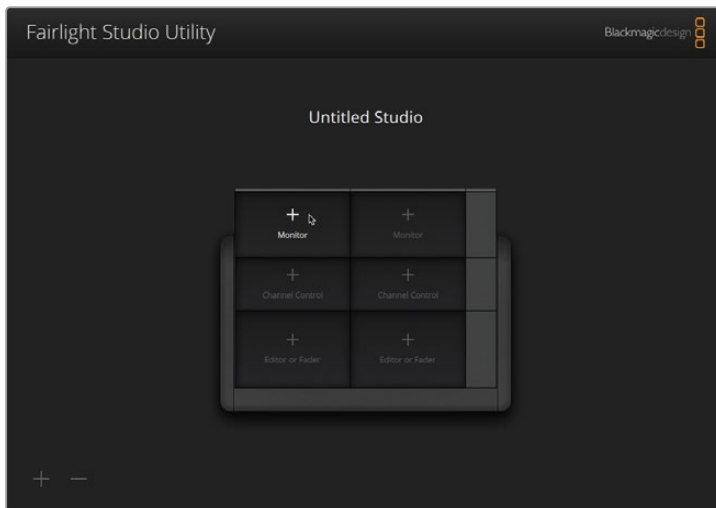 Fairlight Studio Utility
Blackmagicdesign
Untitled Studio
+ +
Monitor Monitor
+ +
Channel Control Channel Control
+ +
Editor or Fader Editor or Fader
+ −